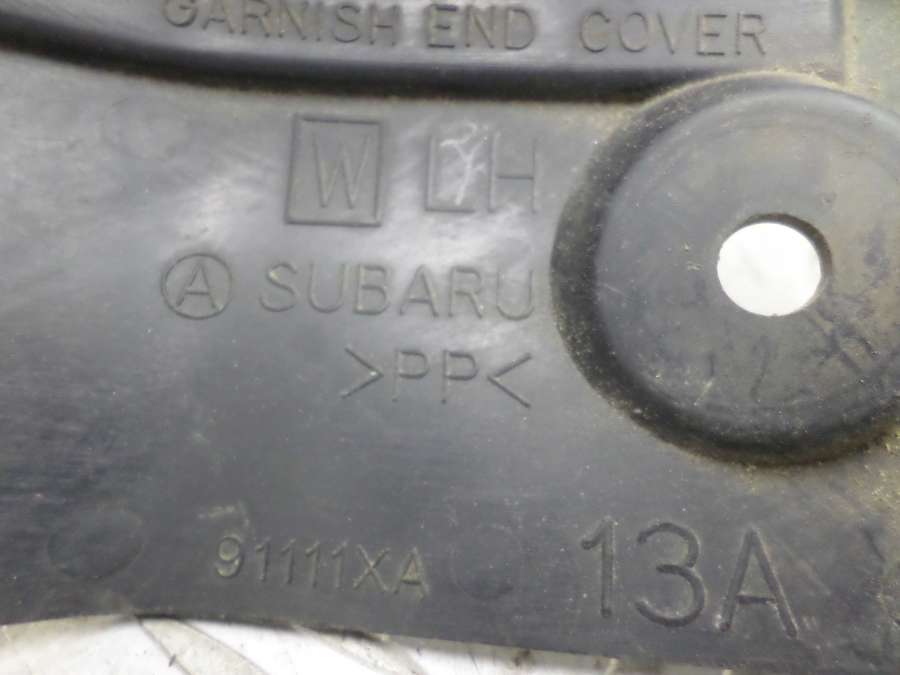 GARNISH END COVER
W LH
A SUBARU
>PP<
91111XA 13A